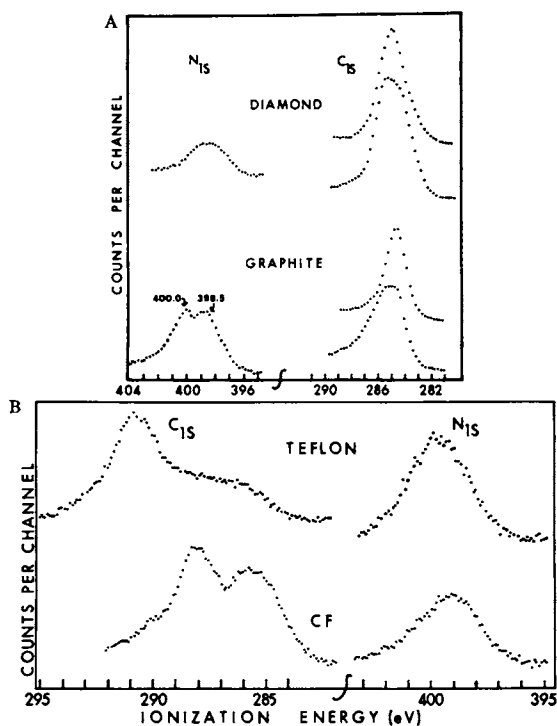 A
N1S
C1S
DIAMOND
COUNTS PER CHANNEL
GRAPHITE
400.0
398.5
404 400 396 290 286 282
B
C1S
TEFLON
N1S
COUNTS PER CHANNEL
CF
295 290 285 400 395
IONIZATION ENERGY (eV)